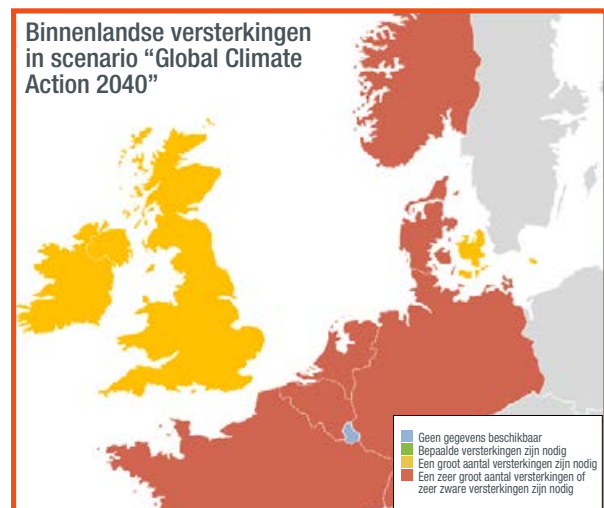 Binnenlandse versterkingen
in scenario “Global Climate
Action 2040”
Geen gegevens beschikbaar
Bepaalde versterkingen zijn nodig
Een groot aantal versterkingen zijn nodig
Een zeer groot aantal versterkingen of
zeer zware versterkingen zijn nodig